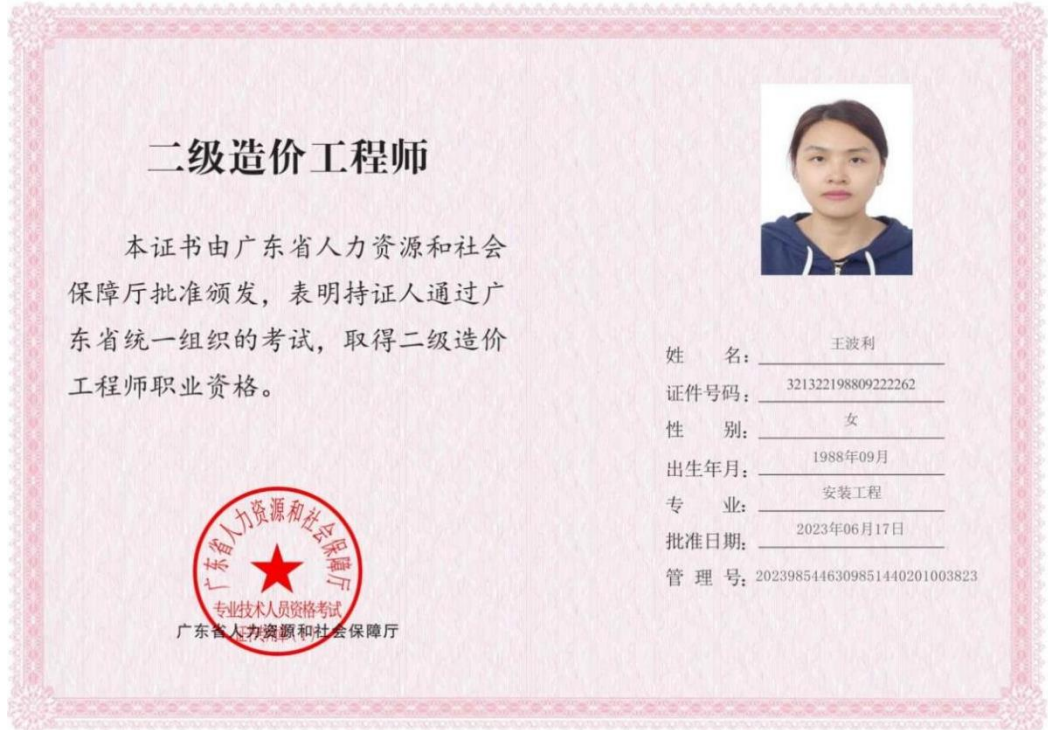 二级造价工程师
本证书由广东省人力资源和社会
保障厅批准颁发，表明持证人通过广
东省统一组织的考试，取得二级造价
工程师职业资格。
广东省人力资源和社会保障厅
专业技术人员资格考试
广东省人力资源和社会保障厅
姓 名：王波利
证件号码：321322198809222262
性 别：女
出生年月：1988年09月
专 业：安装工程
批准日期：2023年06月17日
管 理 号：20239854463098514402010003823